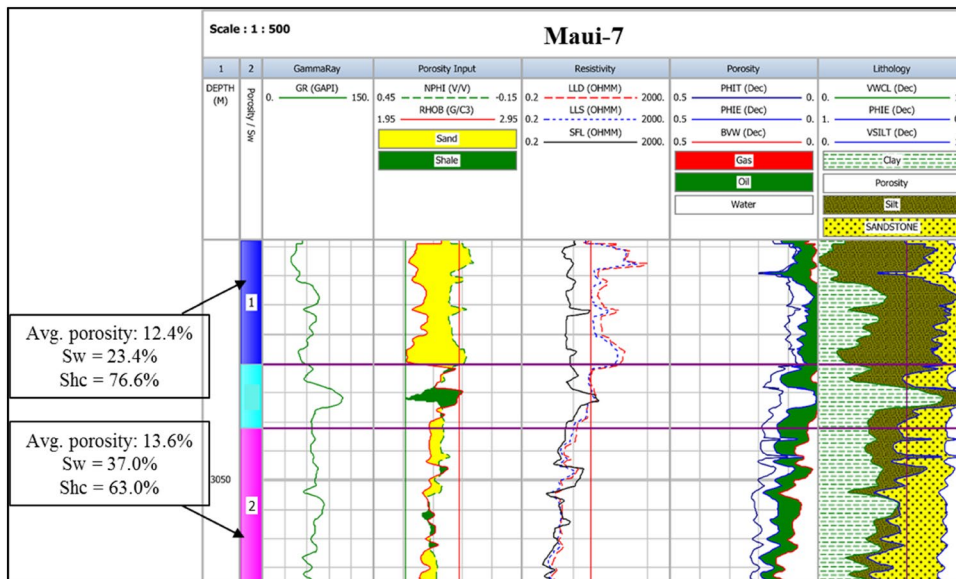 Scale : 1 : 500
Maui-7
1 2 GammaRay Porosity Input Resistivity Porosity Lithology
DEPTH (M)
Porosity / Sw
GR (GAPI)
0. 150.
NPHI (V/V)
0.45 -0.15
RHOB (G/C3)
1.95 2.95
Sand
Shale
LLD (OHMM)
0.2 2000.
LLS (OHMM)
0.2 2000.
SFL (OHMM)
0.2 2000.
PHIT (Dec)
0.5 0.
PHIE (Dec)
0.5 0.
BVW (Dec)
0.5 0.
Gas
Oil
Water
VWCL (Dec)
0.
PHIE (Dec)
1.
VSILT (Dec)
0.
Clay
Porosity
Silt
SANDSTONE
1
Avg. porosity: 12.4%
Sw = 23.4%
Shc = 76.6%
Avg. porosity: 13.6%
Sw = 37.0%
Shc = 63.0%
3050
2